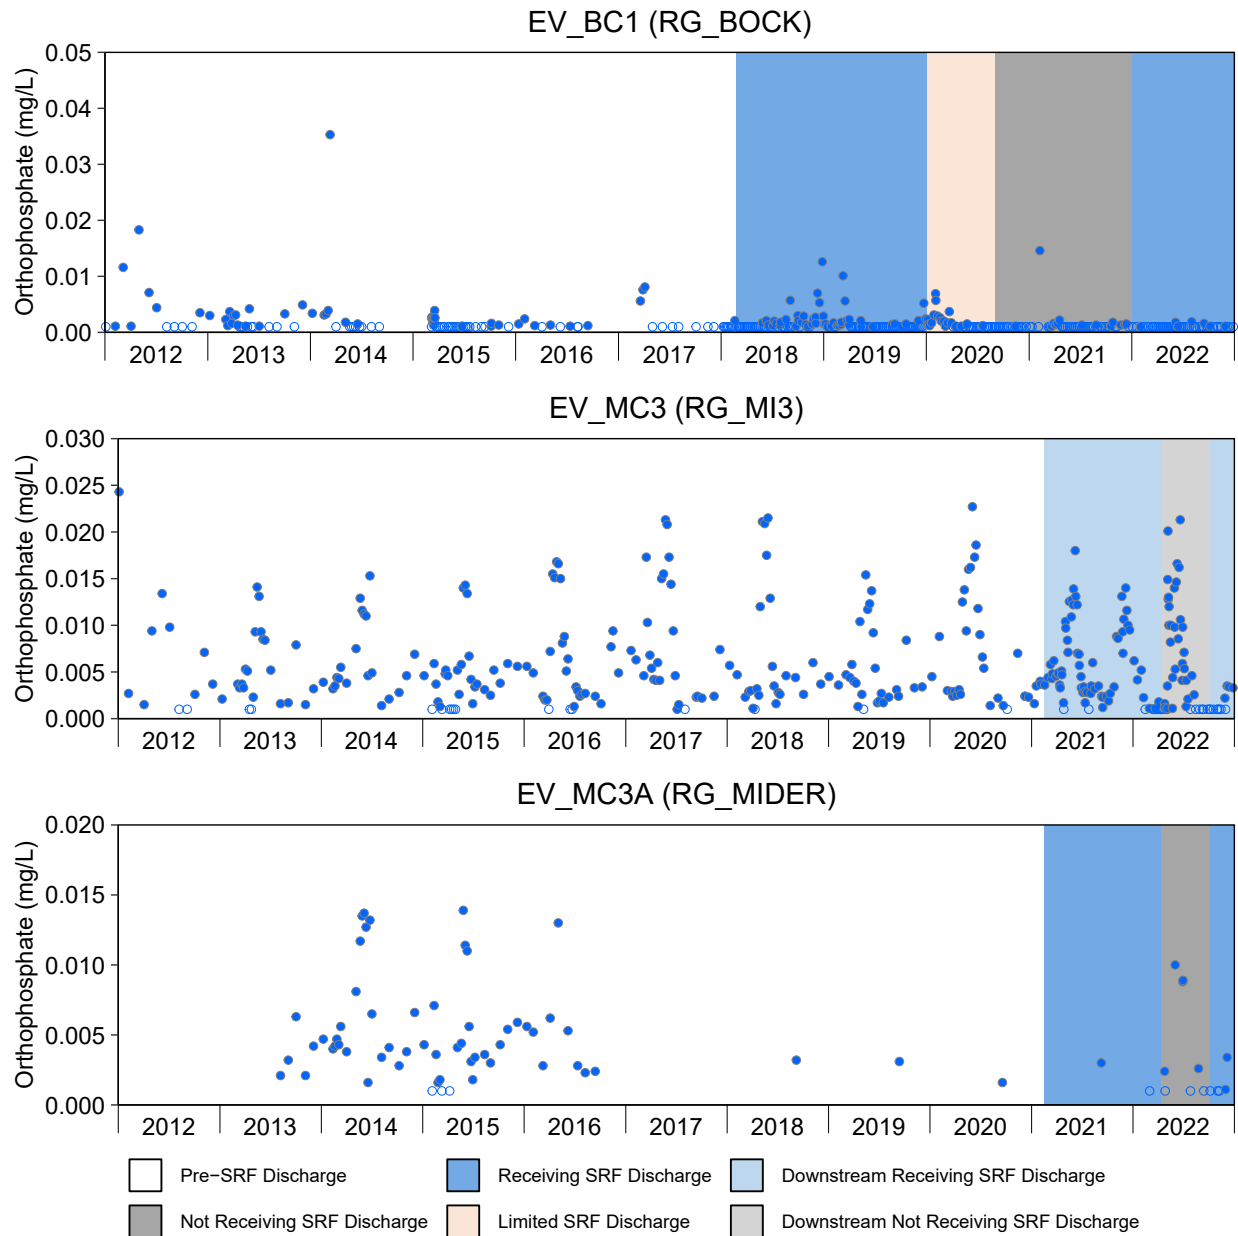 EV_BC1 (RG_BOCK)
Orthophosphate (mg/L)
0.05
0.04
0.03
0.02
0.01
0.00
2012 2013 2014 2015 2016 2017 2018 2019 2020 2021 2022
EV_MC3 (RG_MI3)
Orthophosphate (mg/L)
0.030
0.025
0.020
0.015
0.010
0.005
0.000
2012 2013 2014 2015 2016 2017 2018 2019 2020 2021 2022
EV_MC3A (RG_MIDER)
Orthophosphate (mg/L)
0.020
0.015
0.010
0.005
0.000
2012 2013 2014 2015 2016 2017 2018 2019 2020 2021 2022
Pre−SRF Discharge Receiving SRF Discharge Downstream Receiving SRF Discharge
Not Receiving SRF Discharge Limited SRF Discharge Downstream Not Receiving SRF Discharge